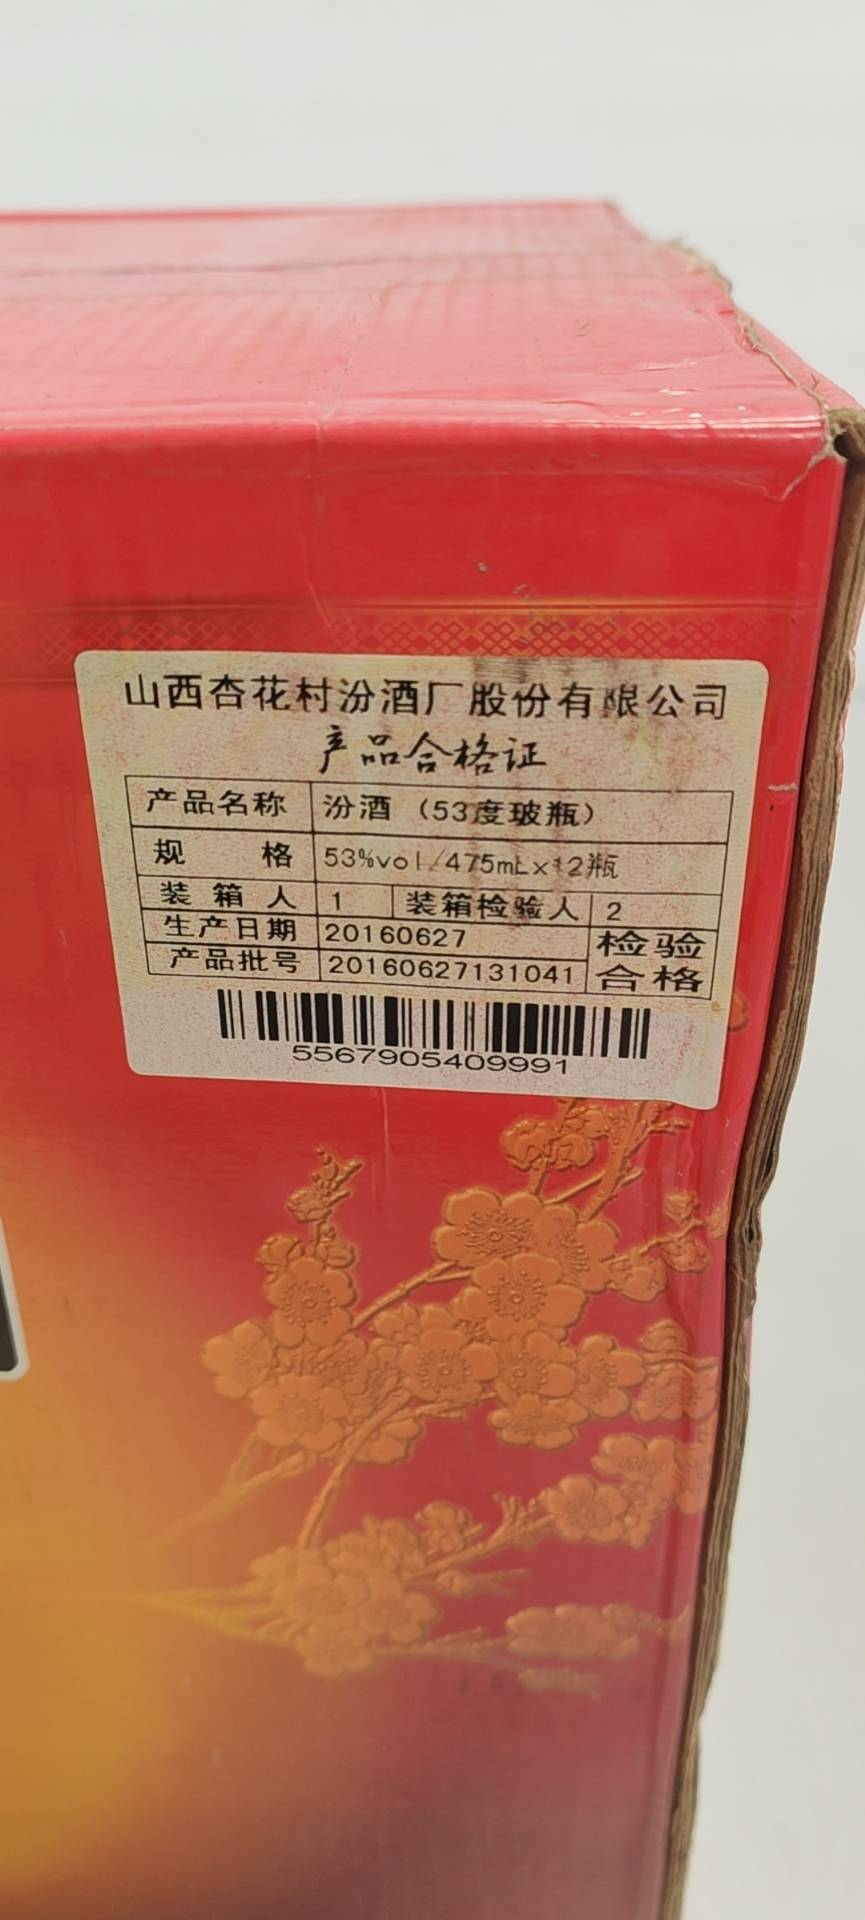 山西杏花村汾酒厂股份有限公司
产品合格证
产品名称 汾酒（53度玻瓶）
规 格 53%vol/475mL×12瓶
装箱人 1 装箱检验人 2
生产日期 20160627 检验
产品批号 20160627131041 合格
5567905409991